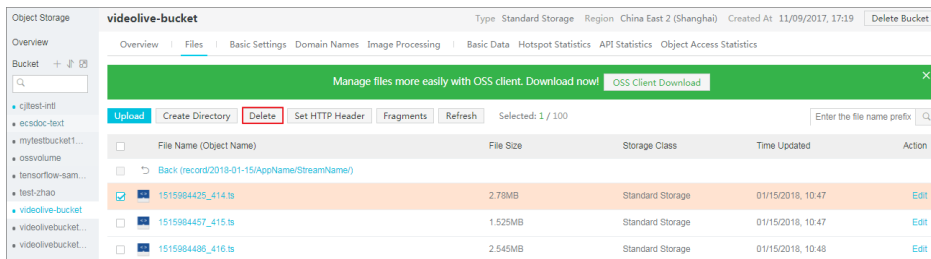 Object Storage
videolive-bucket
Type Standard Storage Region China East 2 (Shanghai) Created At 11/09/2017, 17:19 Delete Bucket
Overview
Overview Files Basic Settings Domain Names Image Processing Basic Data Hotspot Statistics API Statistics Object Access Statistics
Bucket
Manage files more easily with OSS client. Download now! OSS Client Download
cjltest-intl
ecsdoc-text
mytestbucket1...
ossvolume
tensorflow-sam...
test-zhao
videolive-bucket
videolivebucket...
videolivebucket...
Upload Create Directory Delete Set HTTP Header Fragments Refresh Selected: 1 / 100 Enter the file name prefix
File Name (Object Name) File Size Storage Class Time Updated Action
Back (record/2018-01-15/AppName/StreamName/)
1515984425_414.ts 2.78MB Standard Storage 01/15/2018, 10:47 Edit
1515984457_415.ts 1.525MB Standard Storage 01/15/2018, 10:47 Edit
1515984486_416.ts 2.545MB Standard Storage 01/15/2018, 10:48 Edit